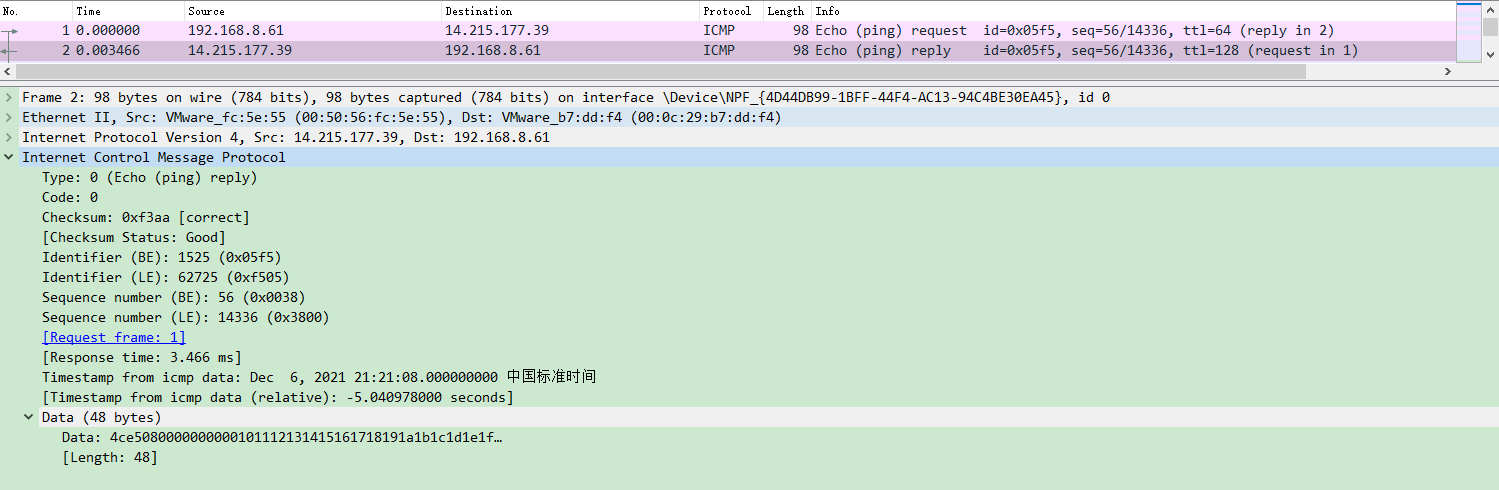 No. Time Source Destination Protocol Length Info
1 0.000000 192.168.8.61 14.215.177.39 ICMP 98 Echo (ping) request id=0x05f5, seq=56/14336, ttl=64 (reply in 2)
2 0.003466 14.215.177.39 192.168.8.61 ICMP 98 Echo (ping) reply id=0x05f5, seq=56/14336, ttl=128 (request in 1)
Frame 2: 98 bytes on wire (784 bits), 98 bytes captured (784 bits) on interface \Device\NPF_{4D44DB99-1BFF-44F4-AC13-94C4BE30EA45}, id 0
Ethernet II, Src: VMware_fc:5e:55 (00:50:56:fc:5e:55), Dst: VMware_b7:dd:f4 (00:0c:29:b7:dd:f4)
Internet Protocol Version 4, Src: 14.215.177.39, Dst: 192.168.8.61
Internet Control Message Protocol
Type: 0 (Echo (ping) reply)
Code: 0
Checksum: 0xf3aa [correct]
[Checksum Status: Good]
Identifier (BE): 1525 (0x05f5)
Identifier (LE): 62725 (0xf505)
Sequence number (BE): 56 (0x0038)
Sequence number (LE): 14336 (0x3800)
[Request frame: 1]
[Response time: 3.466 ms]
Timestamp from icmp data: Dec  6, 2021 21:21:08.000000000 中国标准时间
[Timestamp from icmp data (relative): -5.040978000 seconds]
Data (48 bytes)
Data: 4ce5080000000000101112131415161718191a1b1c1d1e1f…
[Length: 48]